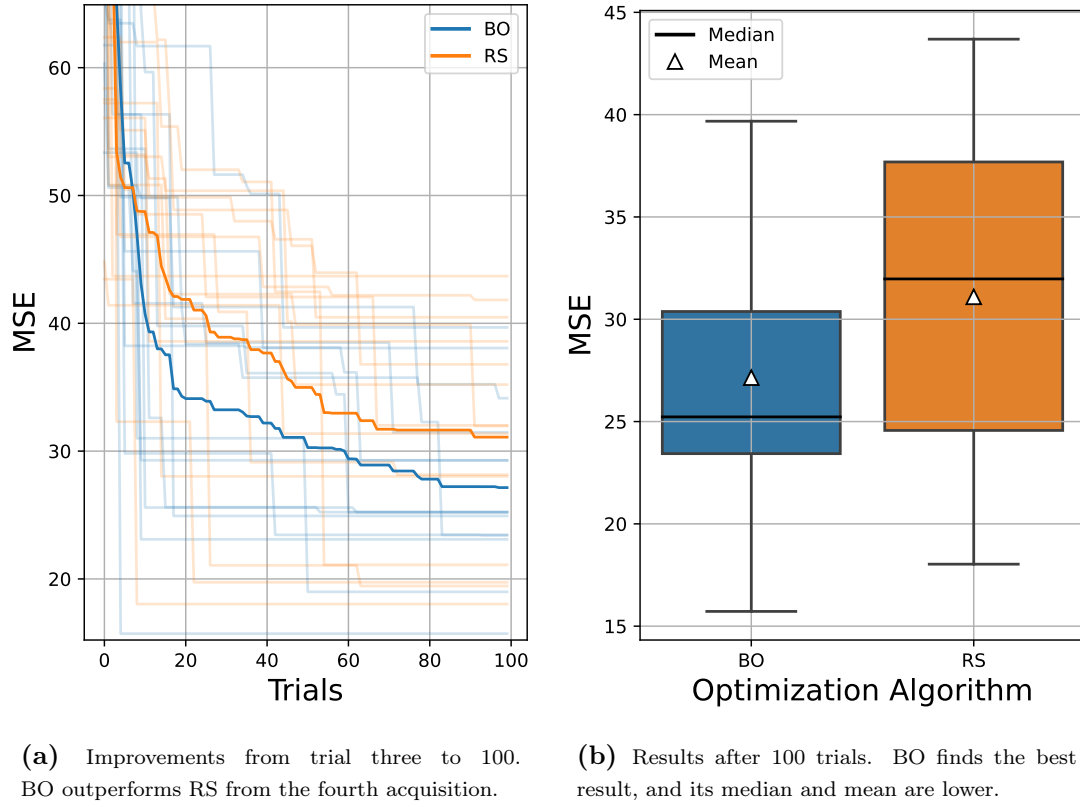 BO
RS
60
50
40
30
20
MSE
0
20
40
60
80
100
Trials
Median
Mean
45
40
35
30
25
20
15
MSE
BO
RS
Optimization Algorithm
(a) Improvements from trial three to 100.
BO outperforms RS from the fourth acquisition.
(b) Results after 100 trials. BO finds the best
result, and its median and mean are lower.